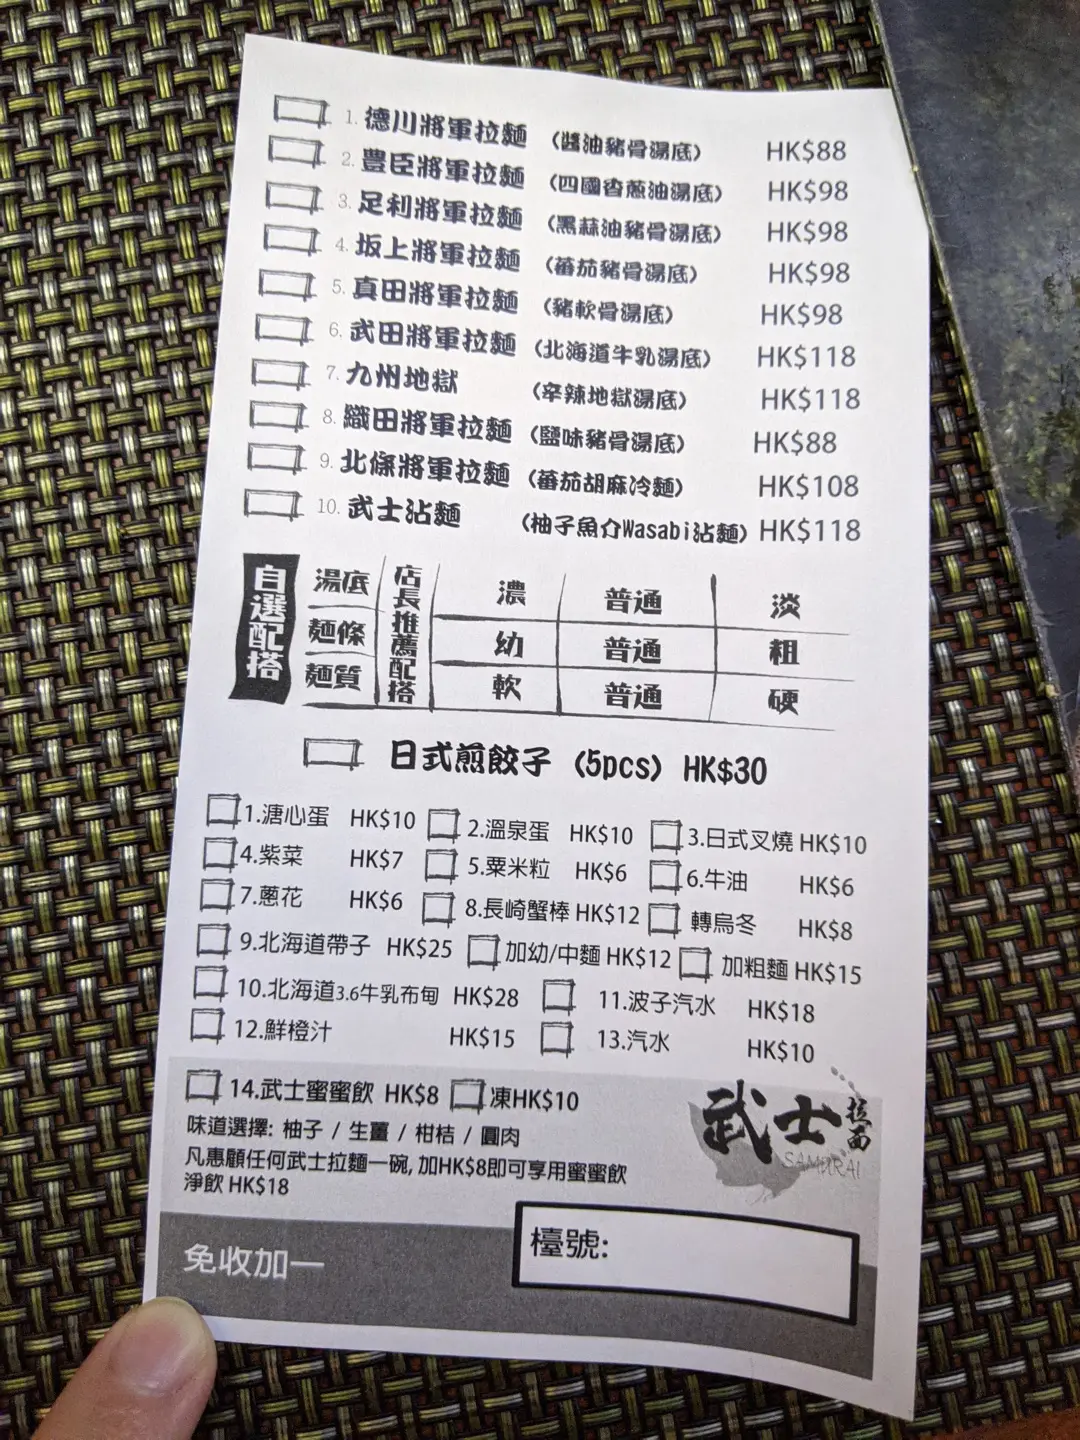 1. 德川將軍拉麵 (醬油豬骨湯底) HK$88
2. 豐臣將軍拉麵 (四國香蔥油湯底) HK$98
3. 足利將軍拉麵 (黑蒜油豬骨湯底) HK$98
4. 坂上將軍拉麵 (蕃茄豬骨湯底) HK$98
5. 真田將軍拉麵 (豬軟骨湯底) HK$98
6. 武田將軍拉麵 (北海道牛乳湯底) HK$118
7. 九州地獄 (辛辣地獄湯底) HK$118
8. 織田將軍拉麵 (鹽味豬骨湯底) HK$88
9. 北條將軍拉麵 (蕃茄胡麻冷麵) HK$108
10. 武士沾麵 (柚子魚介Wasabi沾麵) HK$118
自選配搭
店長推薦配搭
湯底 濃 普通 淡
麵條 幼 普通 粗
麵質 軟 普通 硬
日式煎餃子 (5pcs) HK$30
1.溏心蛋 HK$10 2.溫泉蛋 HK$10 3.日式叉燒 HK$10
4.紫菜 HK$7 5.粟米粒 HK$6 6.牛油 HK$6
7.蔥花 HK$6 8.長崎蟹棒 HK$12 轉烏冬 HK$8
9.北海道帶子 HK$25 加幼/中麵 HK$12 加粗麵 HK$15
10.北海道3.6牛乳布甸 HK$28 11.波子汽水 HK$18
12.鮮橙汁 HK$15 13.汽水 HK$10
14.武士蜜蜜飲 HK$8 凍HK$10
味道選擇: 柚子 / 生薑 / 柑桔 / 圓肉
凡惠顧任何武士拉麵一碗, 加HK$8即可享用蜜蜜飲
淨飲 HK$18
武士拉面
SAMURAI
檯號:
免收加一